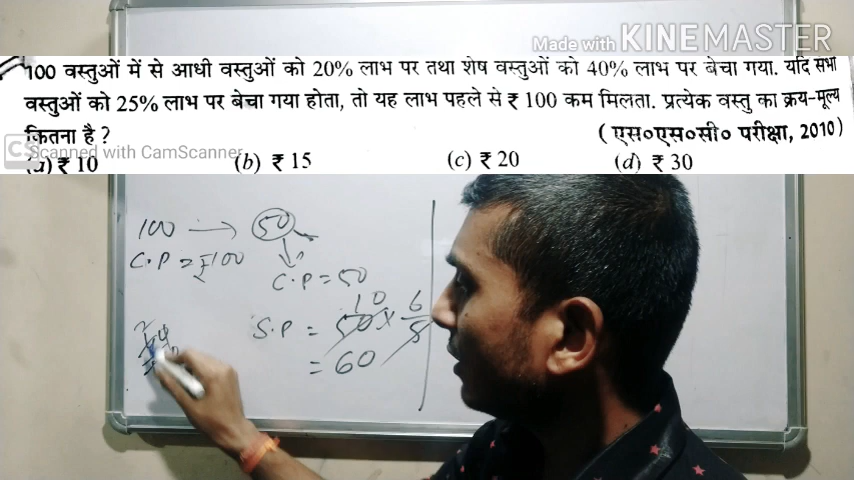 Made with KINEMASTER
100 वस्तुओं में से आधी वस्तुओं को 20% लाभ पर तथा शेष वस्तुओं को 40% लाभ पर बेचा गया. यदि सभी
वस्तुओं को 25% लाभ पर बेचा गया होता, तो यह लाभ पहले से ₹ 100 कम मिलता. प्रत्येक वस्तु का क्रय-मूल्य
कितना है ?
(एस०एस०सी० परीक्षा, 2010)
CS Scanned with CamScanner
(a) ₹ 10 (b) ₹ 15 (c) ₹ 20 (d) ₹ 30
100 → 50
C.P = ₹100
C.P = 50
10 6
S.P = 50 × 5
= 60